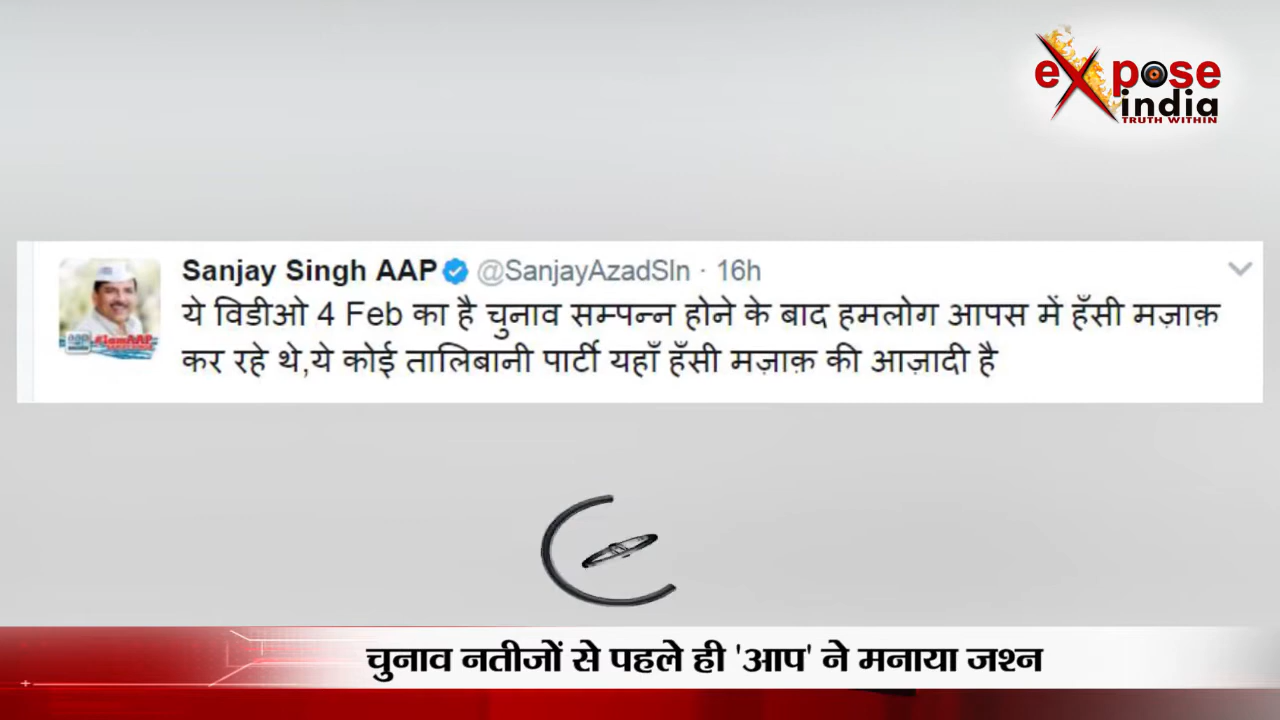 eXpose
india
TRUTH WITHIN
Sanjay Singh AAP @SanjayAzadSln · 16h
ये विडीओ 4 Feb का है चुनाव सम्पन्न होने के बाद हमलोग आपस में हँसी मज़ाक़
कर रहे थे,ये कोई तालिबानी पार्टी यहाँ हँसी मज़ाक़ की आज़ादी है
#IamAAP
चुनाव नतीजों से पहले ही 'आप' ने मनाया जश्न